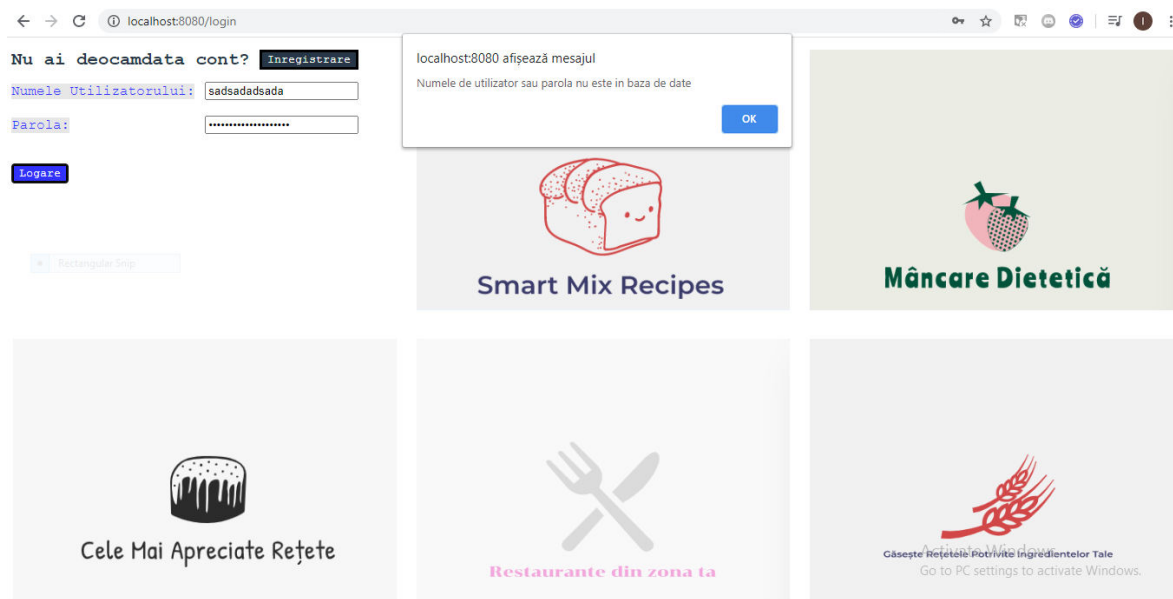 localhost:8080/login
I
Nu ai deocamdata cont? Inregistrare
Numele Utilizatorului: sadsadadsada
Parola: ••••••••••••••••••••
Logare
localhost:8080 afișează mesajul
Numele de utilizator sau parola nu este in baza de date
OK
Rectangular Snip
Smart Mix Recipes
Mâncare Dietetică
Cele Mai Apreciate Rețete
Restaurante din zona ta
Găsește Rețetele Potrivite Ingredientelor Tale
Activate Windows
Go to PC settings to activate Windows.